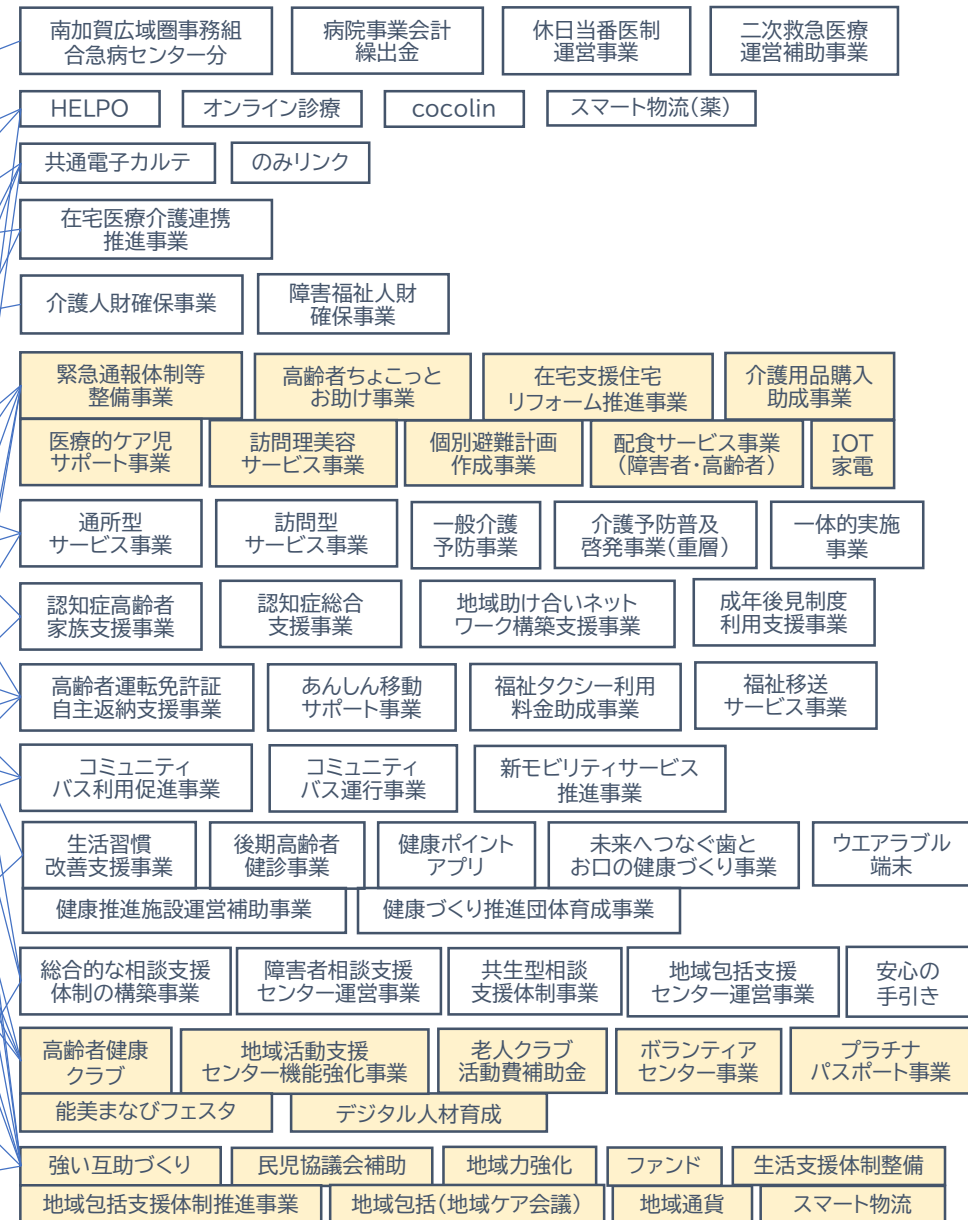 南加賀広域圏事務組
合急病センター分
病院事業会計
繰出金
休日当番医制
運営事業
二次救急医療
運営補助事業
HELPO
オンライン診療
cocolin
スマート物流(薬)
共通電子カルテ
のみリンク
在宅医療介護連携
推進事業
介護人財確保事業
障害福祉人財
確保事業
緊急通報体制等
整備事業
高齢者ちょこっと
お助け事業
在宅支援住宅
リフォーム推進事業
介護用品購入
助成事業
医療的ケア児
サポート事業
訪問理美容
サービス事業
個別避難計画
作成事業
配食サービス事業
(障害者・高齢者)
IOT
家電
通所型
サービス事業
訪問型
サービス事業
一般介護
予防事業
介護予防普及
啓発事業(重層)
一体的実施
事業
認知症高齢者
家族支援事業
認知症総合
支援事業
地域助け合いネット
ワーク構築支援事業
成年後見制度
利用支援事業
高齢者運転免許証
自主返納支援事業
あんしん移動
サポート事業
福祉タクシー利用
料金助成事業
福祉移送
サービス事業
コミュニティ
バス利用促進事業
コミュニティ
バス運行事業
新モビリティサービス
推進事業
生活習慣
改善支援事業
後期高齢者
健診事業
健康ポイント
アプリ
未来へつなぐ歯と
お口の健康づくり事業
ウエアラブル
端末
健康推進施設運営補助事業
健康づくり推進団体育成事業
総合的な相談支援
体制の構築事業
障害者相談支援
センター運営事業
共生型相談
支援体制事業
地域包括支援
センター運営事業
安心の
手引き
高齢者健康
クラブ
地域活動支援
センター機能強化事業
老人クラブ
活動費補助金
ボランティア
センター事業
プラチナ
パスポート事業
能美まなびフェスタ
デジタル人材育成
強い互助づくり
民児協議会補助
地域力強化
ファンド
生活支援体制整備
地域包括支援体制推進事業
地域包括(地域ケア会議)
地域通貨
スマート物流